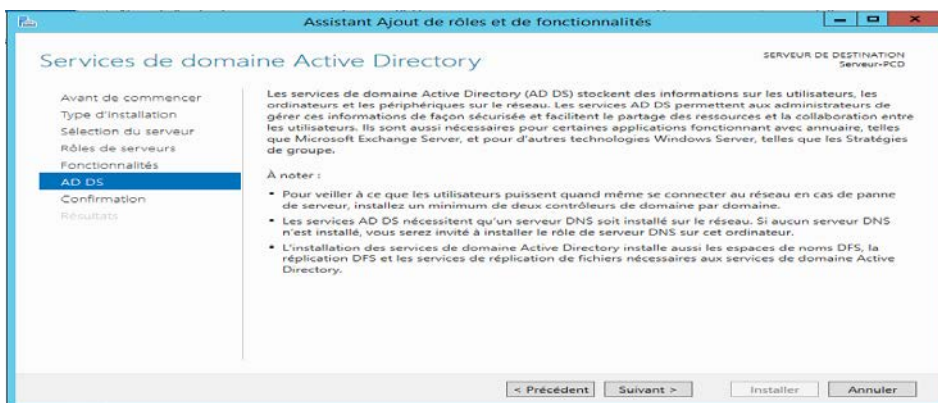 Assistant Ajout de rôles et de fonctionnalités
Services de domaine Active Directory
SERVEUR DE DESTINATION
Serveur-PCD
Avant de commencer
Type d'installation
Sélection du serveur
Rôles de serveurs
Fonctionnalités
AD DS
Confirmation
Résultats
Les services de domaine Active Directory (AD DS) stockent des informations sur les utilisateurs, les
ordinateurs et les périphériques sur le réseau. Les services AD DS permettent aux administrateurs de
gérer ces informations de façon sécurisée et facilitent le partage des ressources et la collaboration entre
les utilisateurs. Ils sont aussi nécessaires pour certaines applications fonctionnant avec annuaire, telles
que Microsoft Exchange Server, et pour d'autres technologies Windows Server, telles que les Stratégies
de groupe.
À noter :
• Pour veiller à ce que les utilisateurs puissent quand même se connecter au réseau en cas de panne
de serveur, installez un minimum de deux contrôleurs de domaine par domaine.
• Les services AD DS nécessitent qu'un serveur DNS soit installé sur le réseau. Si aucun serveur DNS
n'est installé, vous serez invité à installer le rôle de serveur DNS sur cet ordinateur.
• L'installation des services de domaine Active Directory installe aussi les espaces de noms DFS, la
réplication DFS et les services de réplication de fichiers nécessaires aux services de domaine Active
Directory.
< Précédent
Suivant >
Installer
Annuler